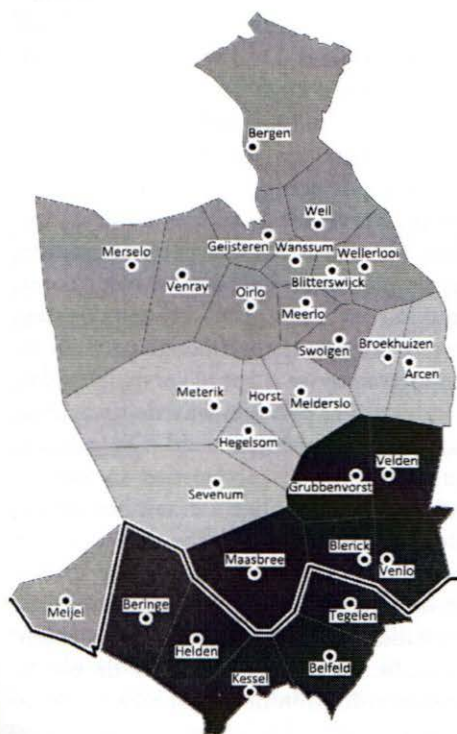 Bergen
Well
Geijsteren
Wanssum
Merselo
Wellerlooi
Venray
Blitterswijck
Oirlo
Meerlo
Swolgen
Broekhuizen
Arcen
Meterik
Horst
Melderslo
Hegelsom
Sevenum
Grubbenvorst
Velden
Maasbree
Blerick
Venlo
Meijel
Beringe
Tegelen
Helden
Belfeld
Kessel